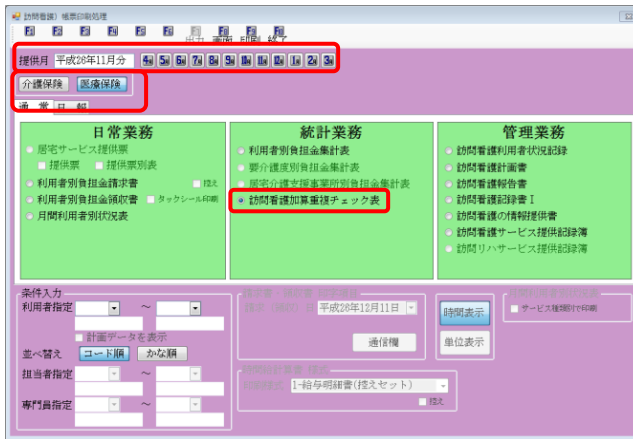 訪問看護） 帳票印刷処理
F1 F2 F3 F4 F5 F6
出力 画面 印刷 終了
提供月 平成26年11月分 4月 5月 6月 7月 8月 9月 10月 11月 12月 1月 2月 3月
介護保険 医療保険
通 常 日 報
日常業務
居宅サービス提供票
提供票 提供票別表
利用者別負担金請求書 控え
利用者別負担金領収書 タックシール印刷
月間利用者別状況表
統計業務
利用者別負担金集計表
要介護度別負担金集計表
居宅介護支援事業所別負担金集計表
訪問看護加算重複チェック表
管理業務
訪問看護利用者状況記録
訪問看護計画書
訪問看護報告書
訪問看護記録書Ⅰ
訪問看護の情報提供書
訪問看護サービス提供記録簿
訪問リハサービス提供記録簿
条件入力
利用者指定 ～
計画データを表示
並べ替え コード順 かな順
担当者指定 ～
専門員指定 ～
平成26年12月11日
通信欄
1-給与明細書(控えセット)
控え
時間表示
単位表示
サービス種類別で印刷